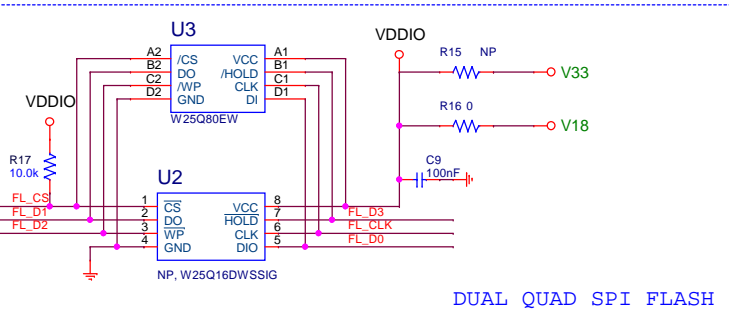 U3
A2 /CS VCC A1
B2 DO /HOLD B1
C2 /WP CLK C1
D2 GND DI D1
W25Q80EW
VDDIO
R15 NP
V33
R16 0
V18
C9
100nF
VDDIO
R17
10.0k
U2
FL_CS 1 CS VCC 8
FL_D1 2 DO HOLD 7 FL_D3
FL_D2 3 WP CLK 6 FL_CLK
4 GND DIO 5 FL_D0
NP, W25Q16DWSSIG
DUAL QUAD SPI FLASH